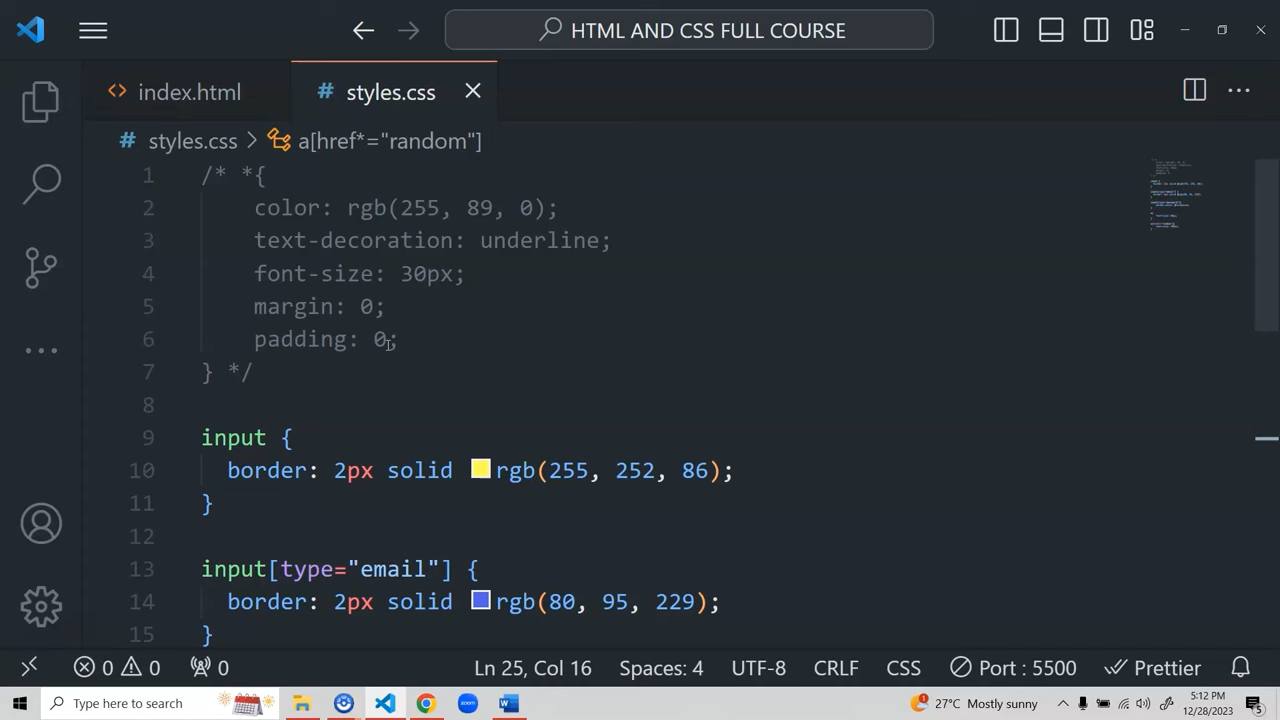 HTML AND CSS FULL COURSE
index.html
styles.css
styles.css > a[href*="random"]
1 /* *{
2 color: rgb(255, 89, 0);
3 text-decoration: underline;
4 font-size: 30px;
5 margin: 0;
6 padding: 0;
7 } */
8
9 input {
10 border: 2px solid rgb(255, 252, 86);
11 }
12
13 input[type="email"] {
14 border: 2px solid rgb(80, 95, 229);
15 }
0 0 0 Ln 25, Col 16 Spaces: 4 UTF-8 CRLF CSS Port : 5500 Prettier
Type here to search zoom 1 27°C Mostly sunny 5:12 PM
12/28/2023 5